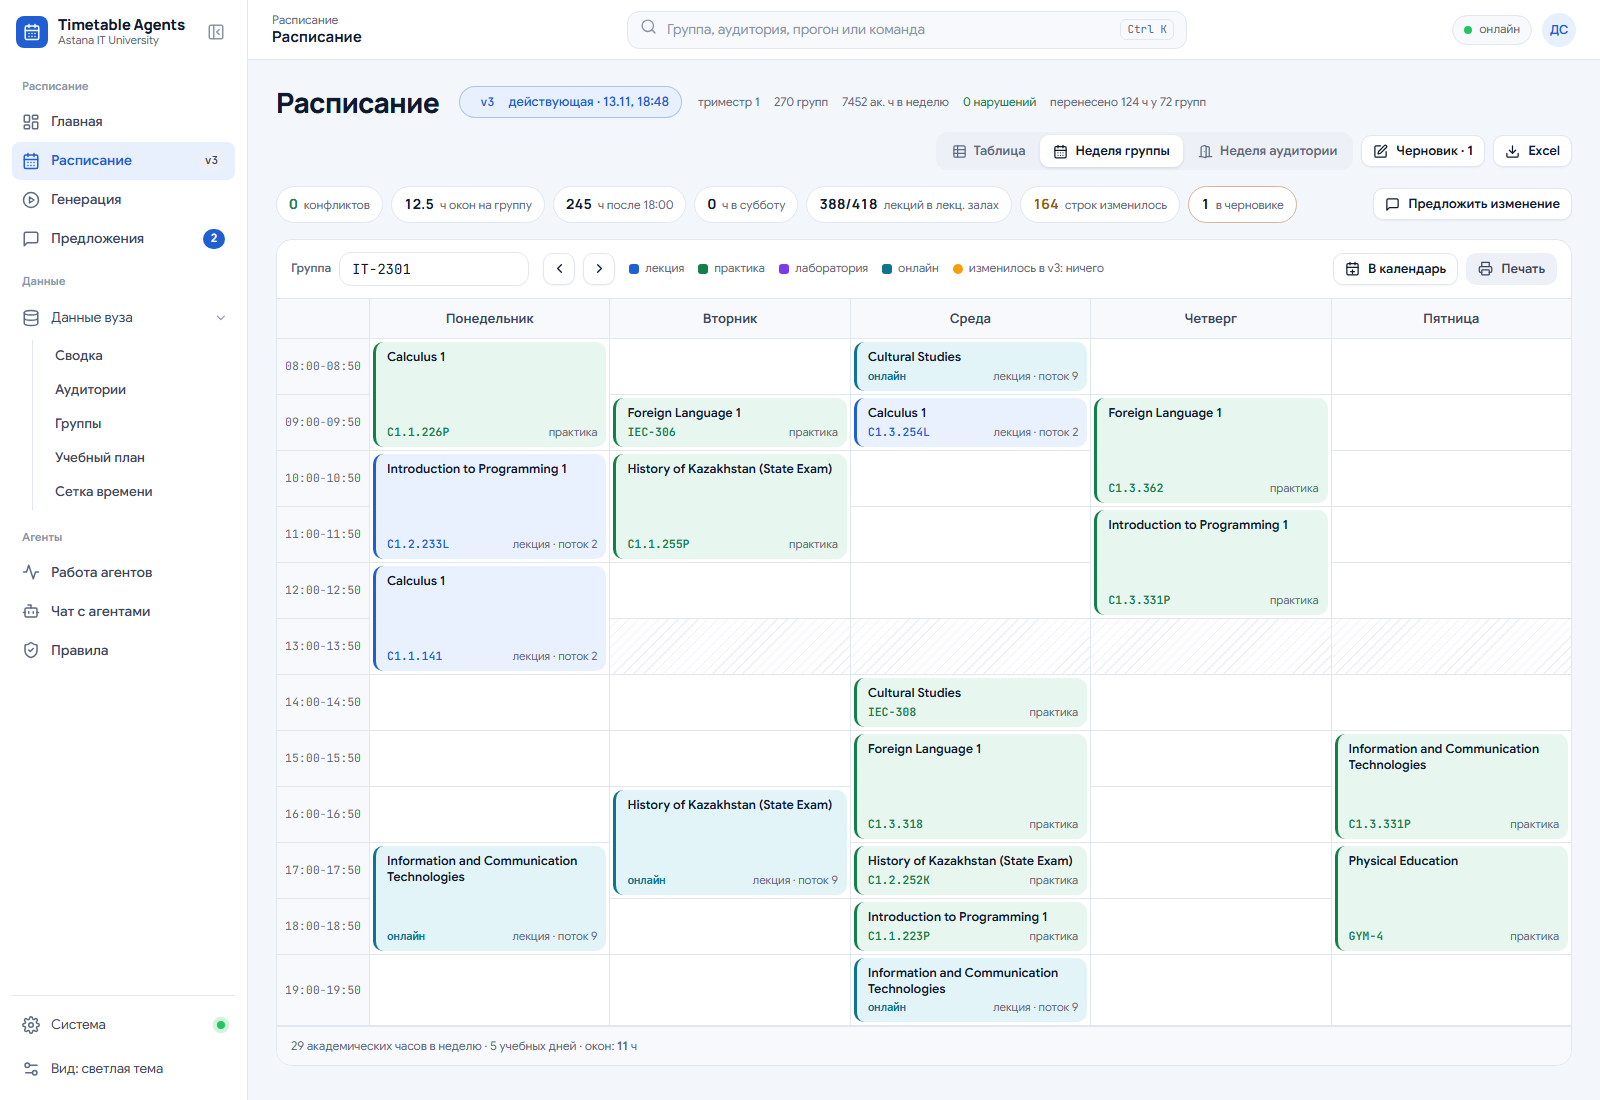 Timetable Agents
Astana IT University
Расписание
Главная
Расписание v3
Генерация
Предложения 2
Данные
Данные вуза
Сводка
Аудитории
Группы
Учебный план
Сетка времени
Агенты
Работа агентов
Чат с агентами
Правила
Система
Вид: светлая тема
Расписание
Расписание
Группа, аудитория, прогон или команда Ctrl K
онлайн
ДС
Расписание
v3 действующая · 13.11, 18:48
триместр 1 270 групп 7452 ак. ч в неделю 0 нарушений перенесено 124 ч у 72 групп
Таблица
Неделя группы
Неделя аудитории
Черновик · 1
Excel
0 конфликтов
12.5 ч окон на группу
245 ч после 18:00
0 ч в субботу
388/418 лекций в лекц. залах
164 строк изменилось
1 в черновике
Предложить изменение
Группа IT-2301
лекция практика лаборатория онлайн изменилось в v3: ничего
В календарь
Печать
Понедельник Вторник Среда Четверг Пятница
08:00-08:50
Calculus 1
C1.1.226P практика
Cultural Studies
онлайн лекция · поток 9
09:00-09:50
Foreign Language 1
IEC-306 практика
Calculus 1
C1.3.254L лекция · поток 2
Foreign Language 1
C1.3.362 практика
10:00-10:50
Introduction to Programming 1
C1.2.233L лекция · поток 2
History of Kazakhstan (State Exam)
C1.1.255P практика
11:00-11:50
Introduction to Programming 1
C1.3.331P практика
12:00-12:50
Calculus 1
C1.1.141 лекция · поток 2
13:00-13:50
14:00-14:50
Cultural Studies
IEC-308 практика
15:00-15:50
Foreign Language 1
C1.3.318 практика
Information and Communication
Technologies
C1.3.331P практика
16:00-16:50
History of Kazakhstan (State Exam)
онлайн лекция · поток 9
17:00-17:50
Information and Communication
Technologies
онлайн лекция · поток 9
History of Kazakhstan (State Exam)
C1.2.252K практика
Physical Education
GYM-4 практика
18:00-18:50
Introduction to Programming 1
C1.1.223P практика
19:00-19:50
Information and Communication
Technologies
онлайн лекция · поток 9
29 академических часов в неделю · 5 учебных дней · окон: 11 ч